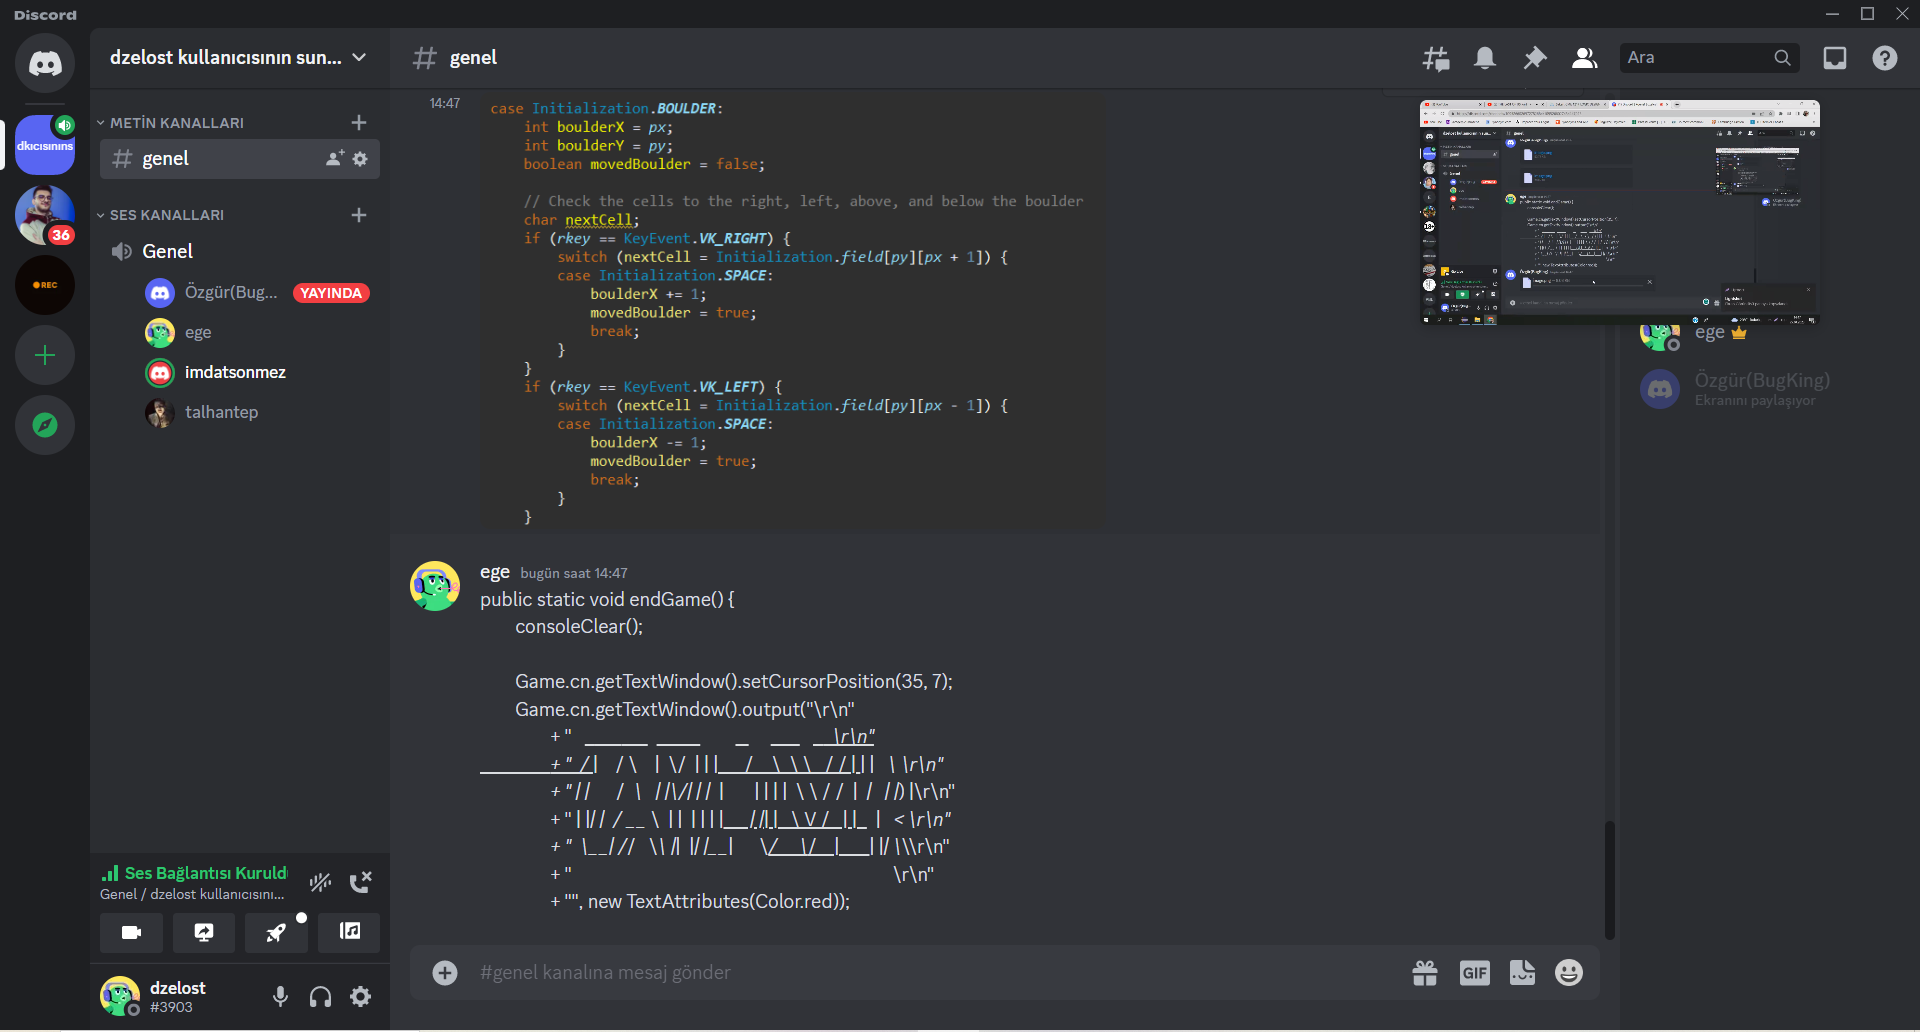 Discord
dzelost kullanıcısının sun...
genel
Ara
METİN KANALLARI
genel
SES KANALLARI
Genel
Özgür(Bug... YAYINDA
ege
imdatsonmez
talhantep
dkıcısının​s
36
REC
14:47
case Initialization.BOULDER:
int boulderX = px;
int boulderY = py;
boolean movedBoulder = false;
// Check the cells to the right, left, above, and below the boulder
char nextCell;
if (rkey == KeyEvent.VK_RIGHT) {
switch (nextCell = Initialization.field[py][px + 1]) {
case Initialization.SPACE:
boulderX += 1;
movedBoulder = true;
break;
}
}
if (rkey == KeyEvent.VK_LEFT) {
switch (nextCell = Initialization.field[py][px - 1]) {
case Initialization.SPACE:
boulderX -= 1;
movedBoulder = true;
break;
}
}
ege bugün saat 14:47
public static void endGame() {
consoleClear();
Game.cn.getTextWindow().setCursorPosition(35, 7);
Game.cn.getTextWindow().output("\r\n"
+ " ______ ____ _ ___ __\r\n"
+ " /| / \ | \/ |||___/ \ \ \ / /||| \ \r\n"
+ "| | / \ | |\/| | | | |||| \ \ / / | | | |) |\r\n"
+ "| || | / __ \ || ||||__| ||| \ V / || | < \r\n"
+ " \__/ // \\ || |/ |__| \/ \/ |___| |/ \\\r\n"
+ " \r\n"
+ "", new TextAttributes(Color.red));
#genel kanalına mesaj gönder
GIF
ege
Özgür(BugKing)
Ekranını paylaşıyor
Ses Bağlantısı Kuruldu
Genel / dzelost kullanıcısını...
dzelost
#3903